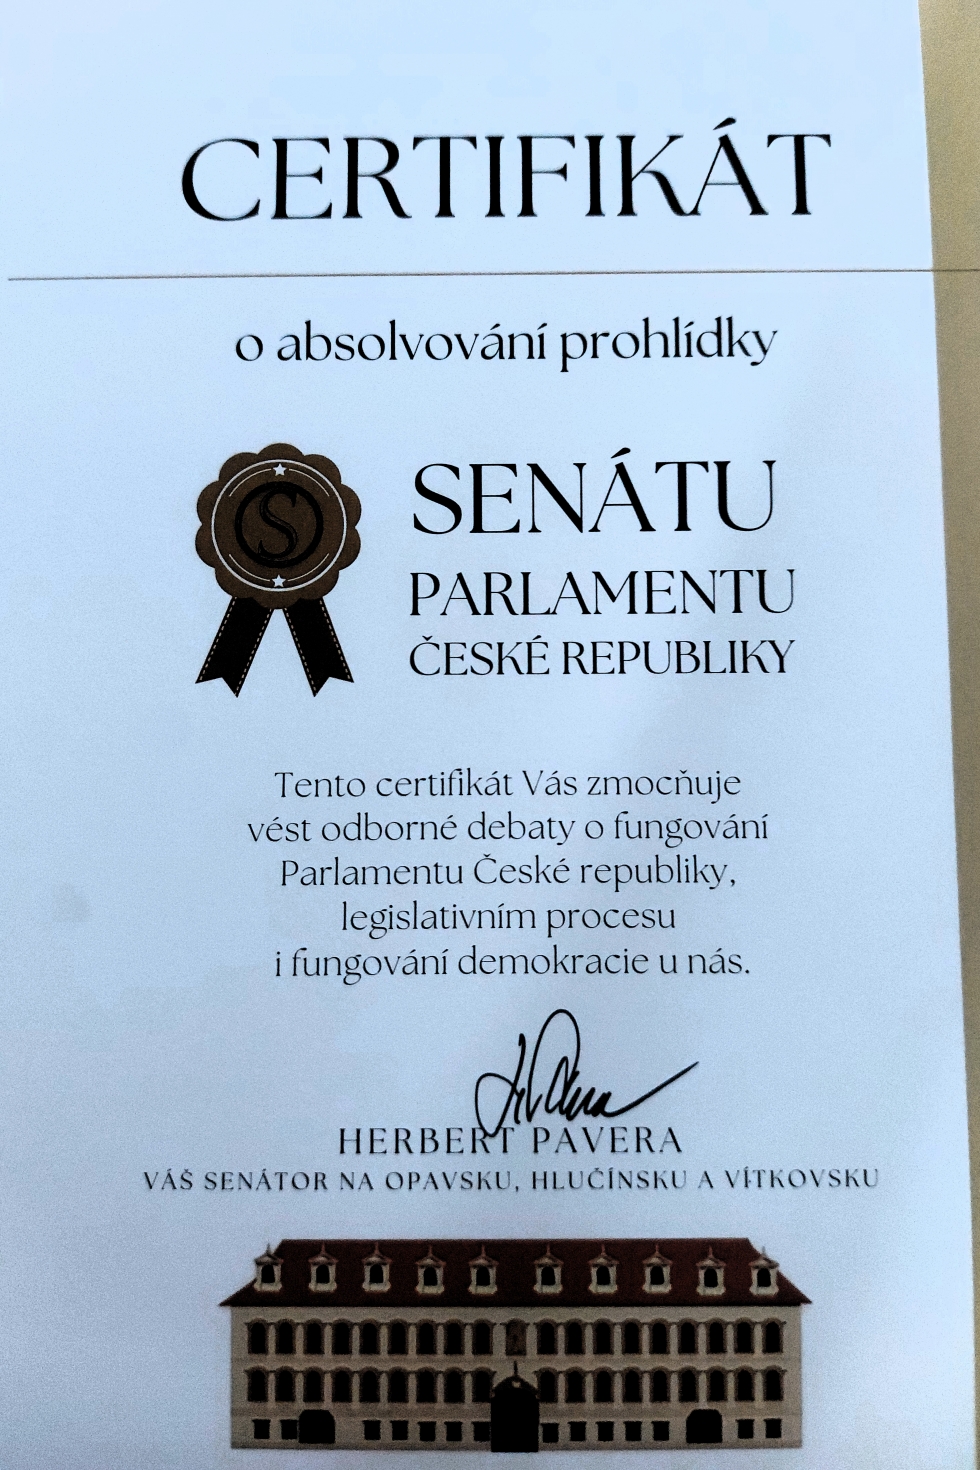 CERTIFIKÁT
o absolvování prohlídky
S
SENÁTU
PARLAMENTU
ČESKÉ REPUBLIKY
Tento certifikát Vás zmocňuje
vést odborné debaty o fungování
Parlamentu České republiky,
legislativním procesu
i fungování demokracie u nás.
HERBERT PAVERA
VÁŠ SENÁTOR NA OPAVSKU, HLUČÍNSKU A VÍTKOVSKU